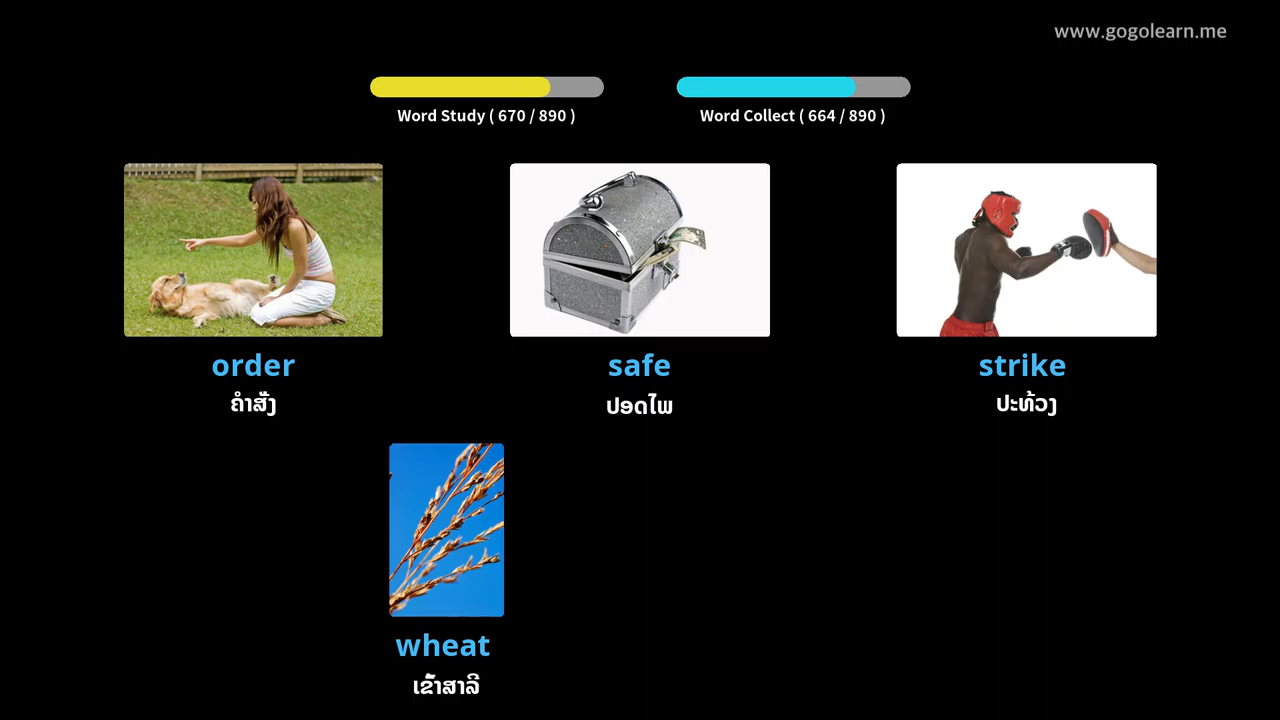 www.gogolearn.me
Word Study ( 670 / 890 )
Word Collect ( 664 / 890 )
order
ຄໍາສັ່ງ
safe
ປອດໄພ
strike
ປະທ້ວງ
wheat
ເຂົ້າສາລີ